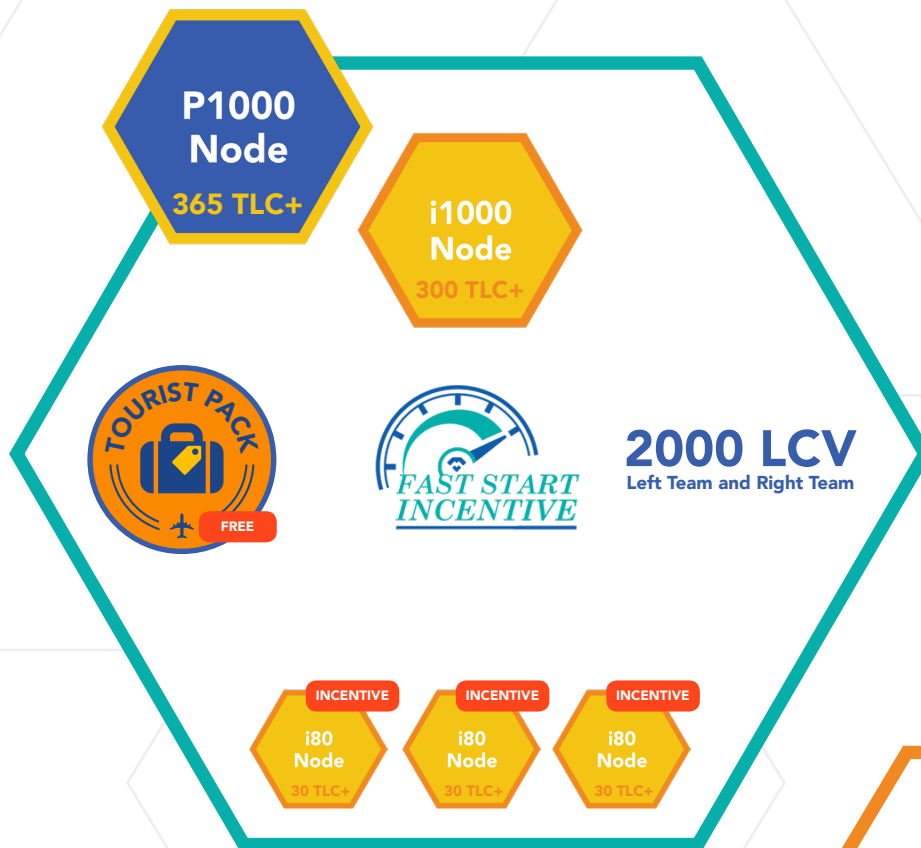 P1000
Node
365 TLC+
i1000
Node
300 TLC+
TOURIST PACK
FREE
FAST START
INCENTIVE
2000 LCV
Left Team and Right Team
INCENTIVE
i80
Node
30 TLC+
INCENTIVE
i80
Node
30 TLC+
INCENTIVE
i80
Node
30 TLC+